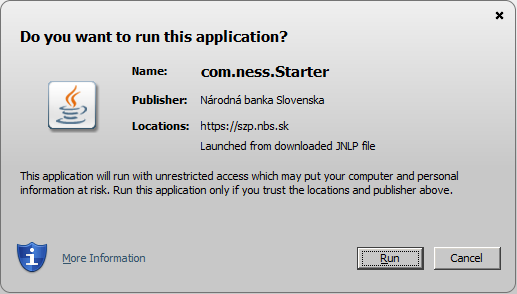 Do you want to run this application?
Name: com.ness.Starter
Publisher: Národná banka Slovenska
Locations: https://szp.nbs.sk
Launched from downloaded JNLP file
This application will run with unrestricted access which may put your computer and personal
information at risk. Run this application only if you trust the locations and publisher above.
More Information
Run
Cancel